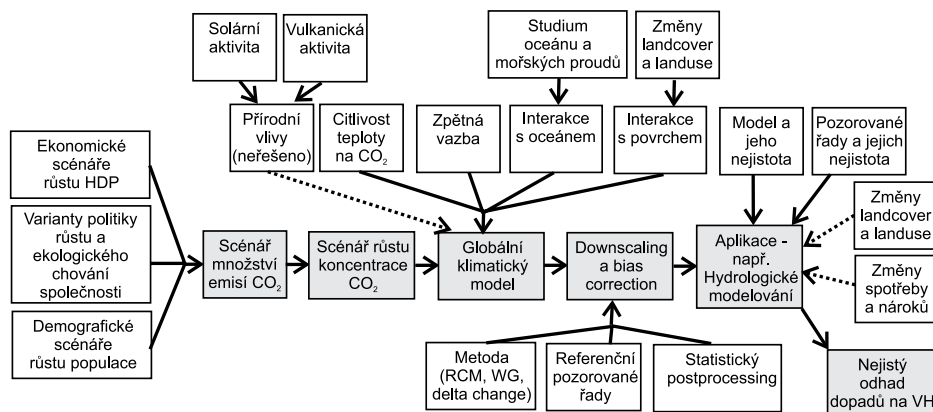 Solární
aktivita
Vulkanická
aktivita
Studium
oceánu a
mořských proudů
Změny
landcover
a landuse
Přírodní
vlivy
(neřešeno)
Citlivost
teploty
na CO₂
Zpětná
vazba
Interakce
s oceánem
Interakce
s povrchem
Model a
jeho
nejistota
Pozorované
řady a jejich
nejistota
Ekonomické
scénáře
růstu HDP
Varianty politiky
růstu a
ekologického
chování
společnosti
Demografické
scénáře
růstu populace
Scénář
množství
emisí CO₂
Scénář růstu
koncentrace
CO₂
Globální
klimatický
model
Downscaling
a bias
correction
Aplikace -
např.
Hydrologické
modelování
Změny
landcover
a landuse
Změny
spotřeby
a nároků
Metoda
(RCM, WG,
delta change)
Referenční
pozorované
řady
Statistický
postprocessing
Nejistý
odhad
dopadů na VH